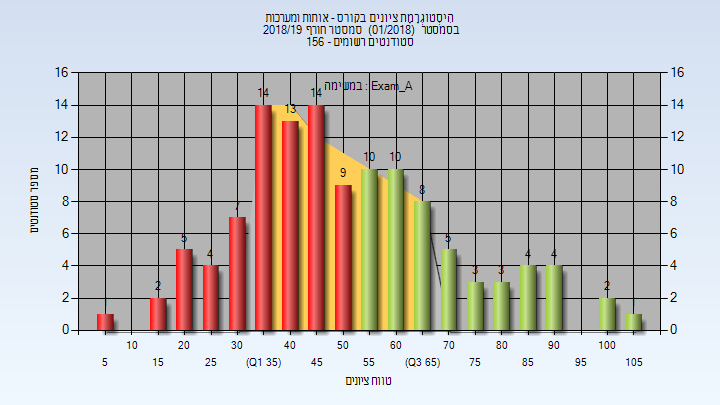 היסטוגרמת ציונים בקורס - אותות ומערכות
בסמסטר (01/2018) סמסטר חורף 2018/19
סטודנטים רשומים - 156
במשימה : Exam_A
16 16
14 14
12 12
10 10
8 8
6 6
4 4
2 2
0 0
1 2 5 4 7 14 13 14 9 10 10 8 5 3 3 4 4 2 1
מספר סטודנטים
10 20 30 40 50 60 70 80 90 100
5 15 25 (Q1 35) 45 55 (Q3 65) 75 85 95 105
טווח ציונים